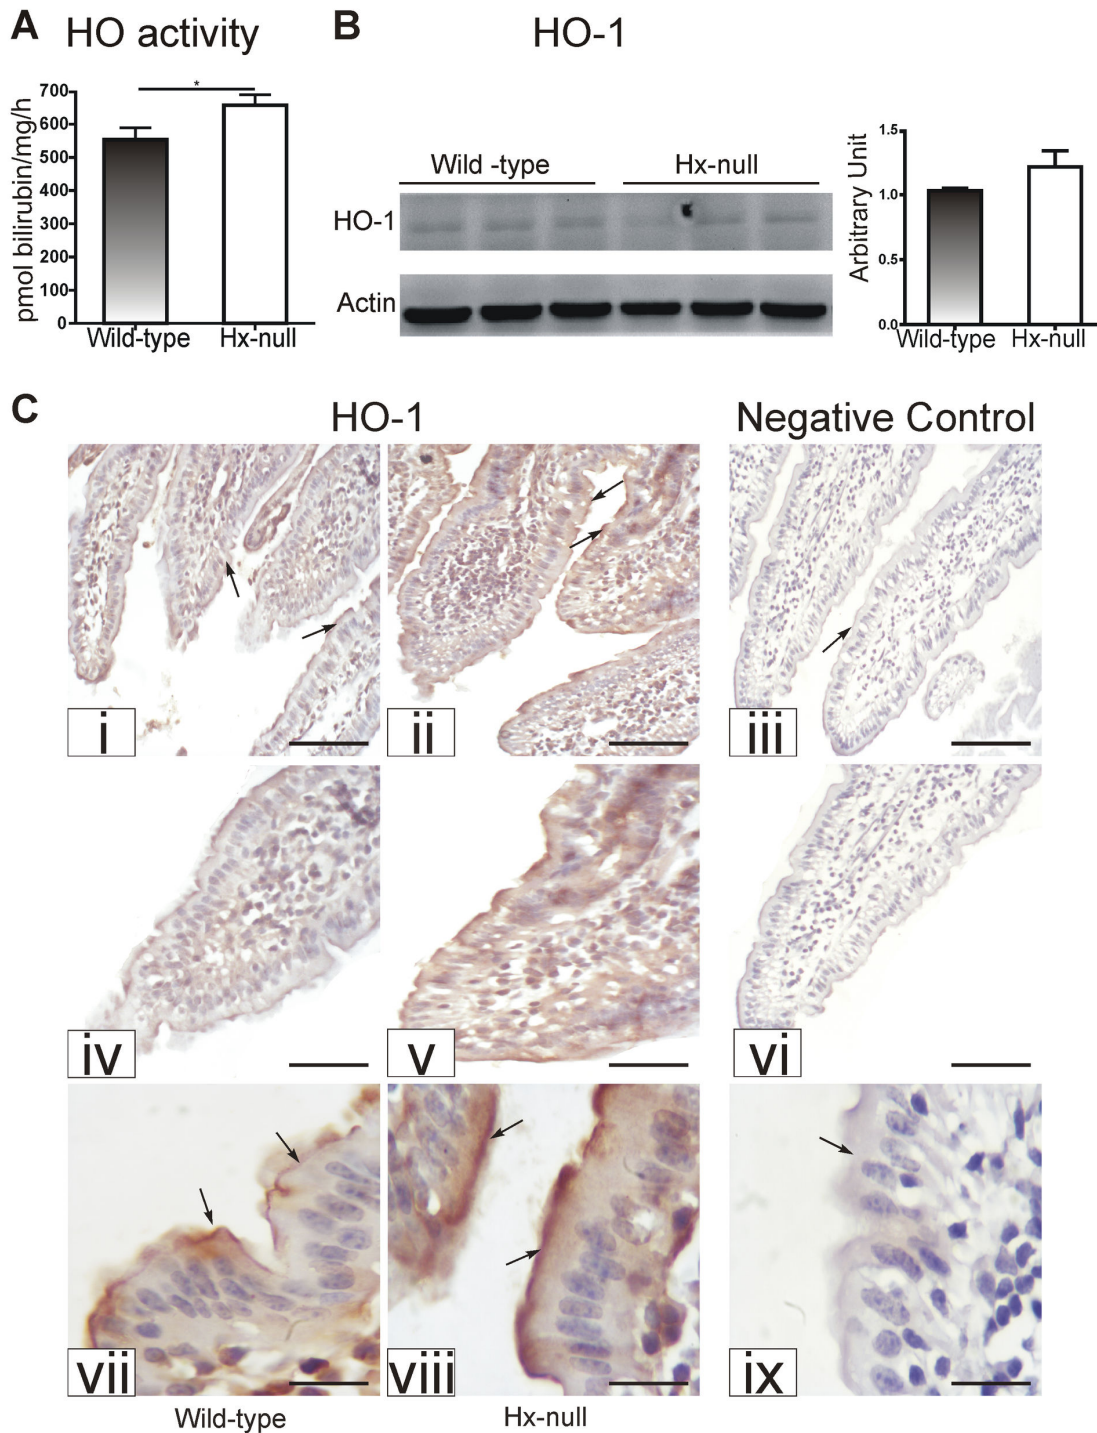 A HO activity
pmol bilirubin/mg/h
700
600
500
400
300
200
100
0
*
Wild-type Hx-null
B HO-1
Wild -type Hx-null
HO-1
Actin
Arbitrary Unit
1.5
1.0
0.5
0.0
Wild-type Hx-null
C HO-1 Negative Control
i ii iii
iv v vi
vii viii ix
Wild-type Hx-null